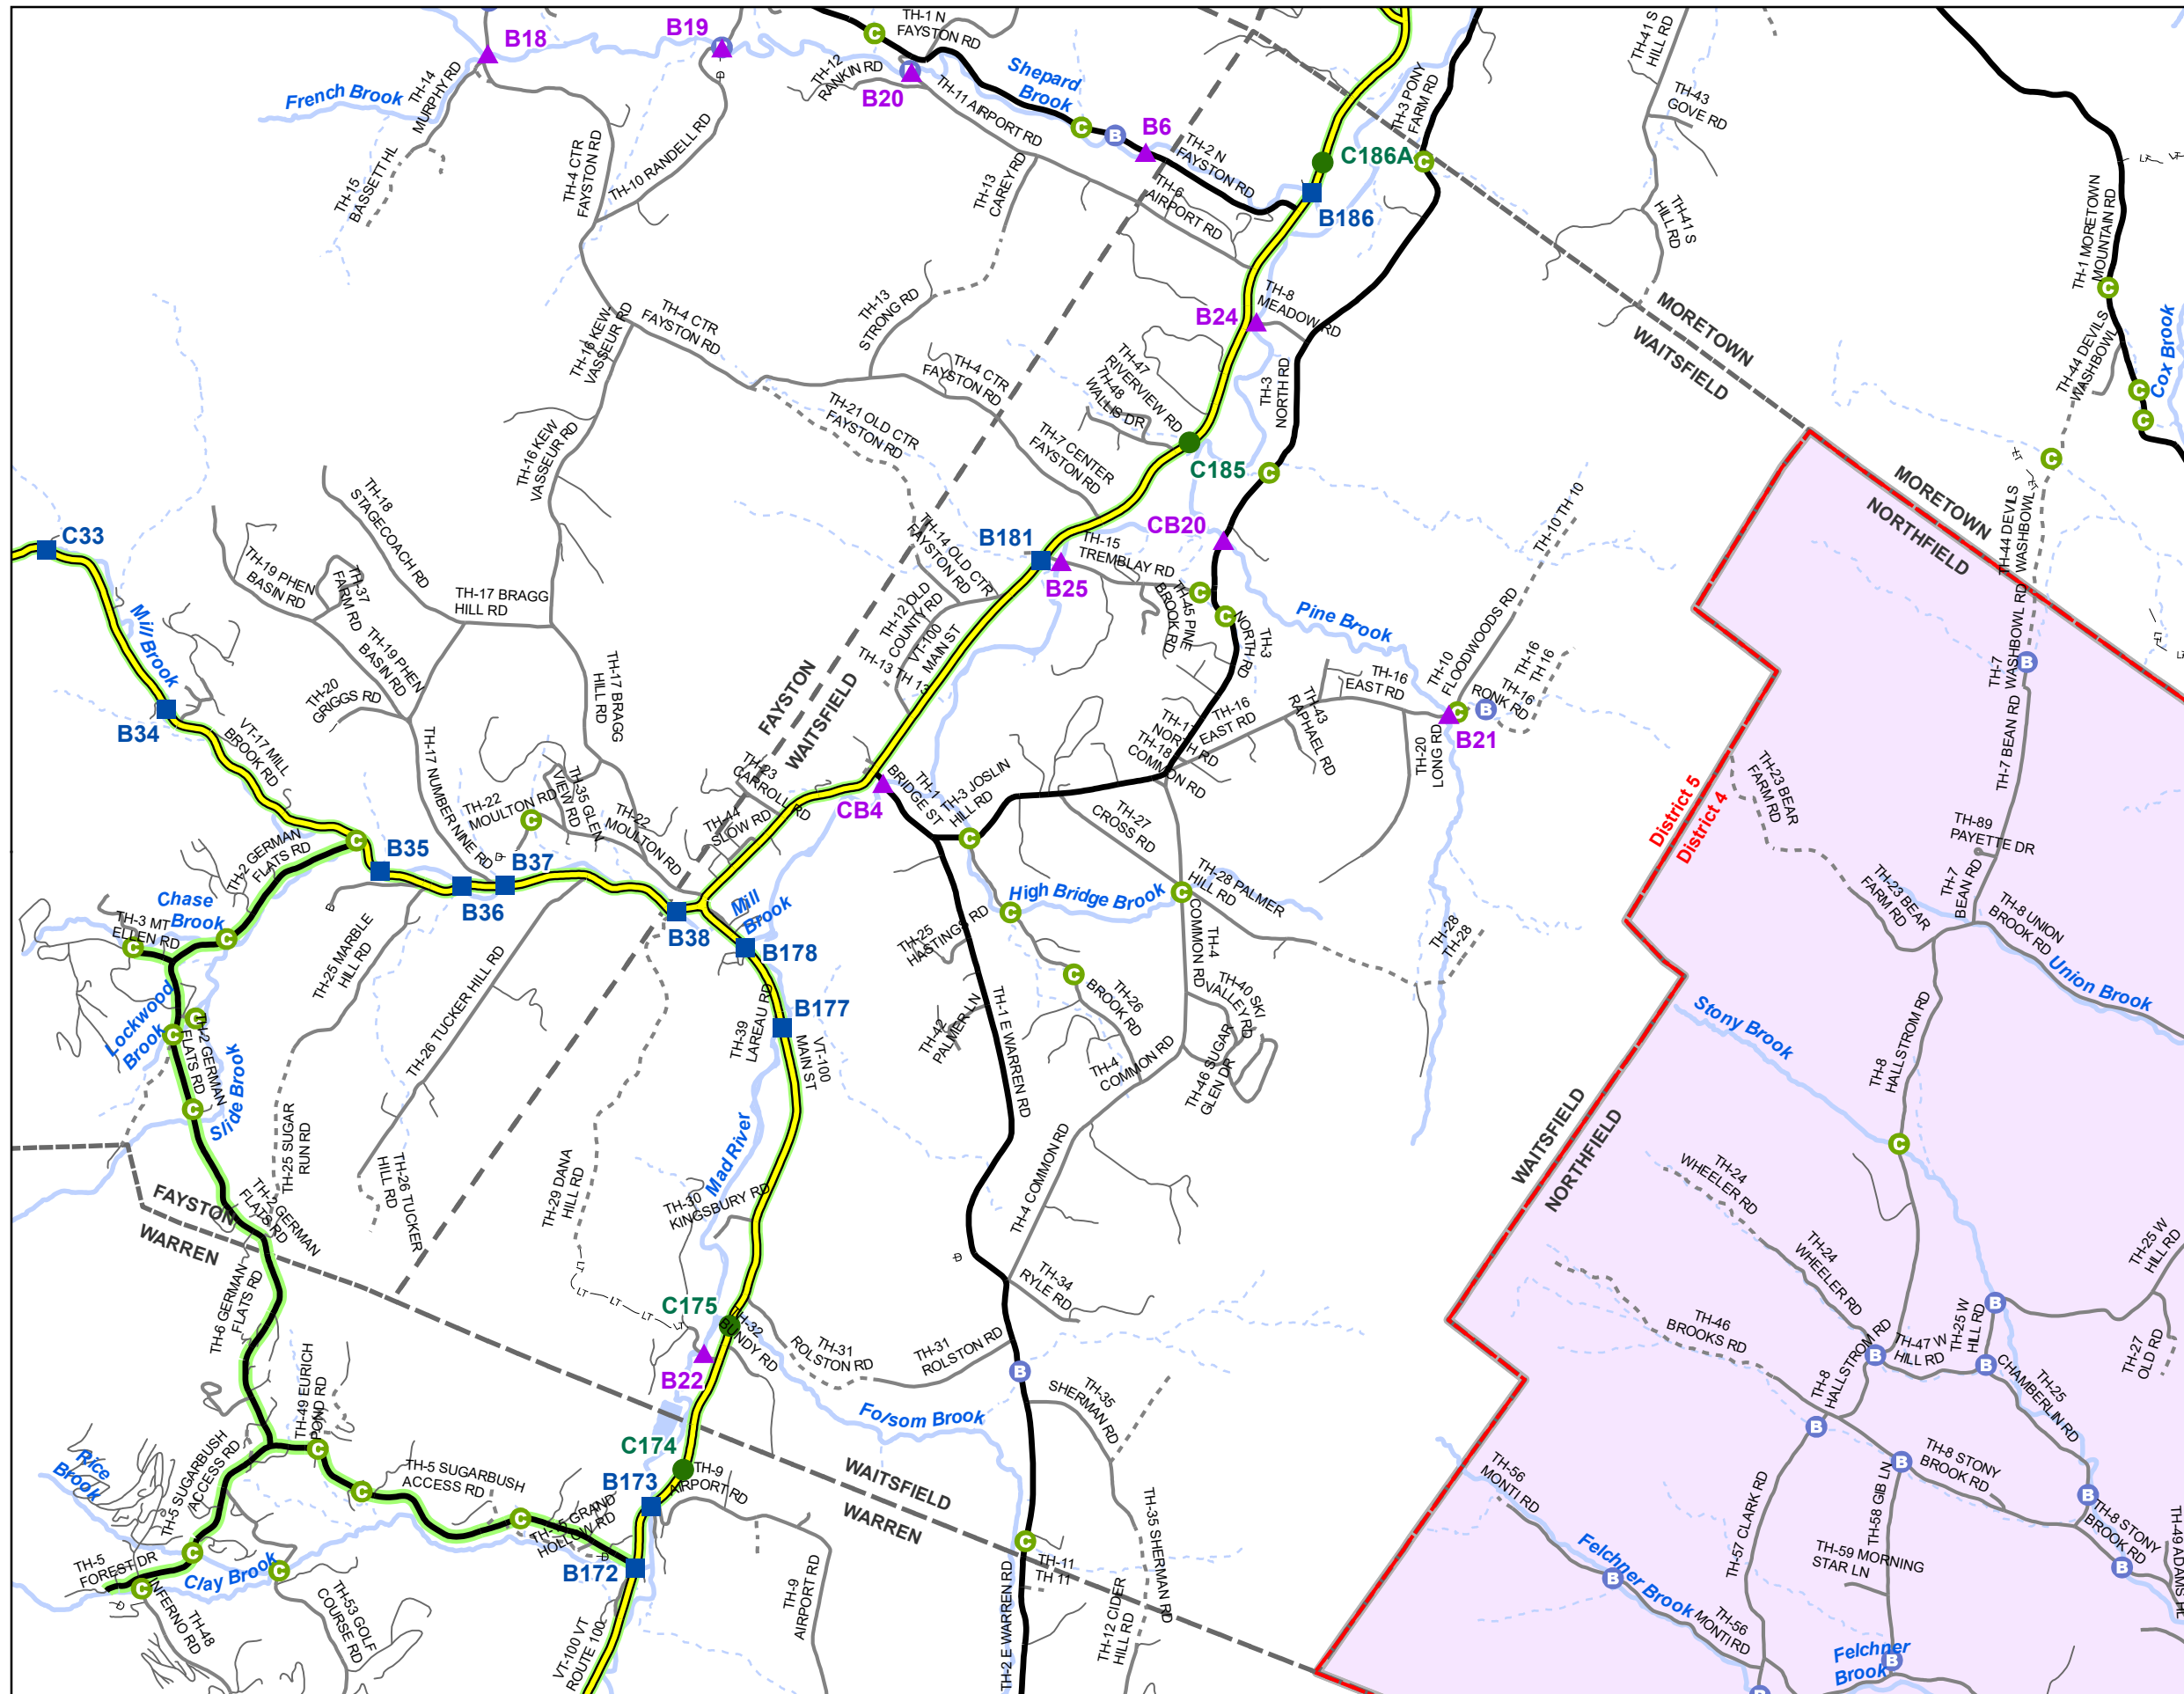 B18
B19
TH-1 N
FAYSTON RD
C
TH-14
MURPHY RD
French Brook
TH-12
RANKIN RD
B20
TH-11 AIRPORT RD
Shepard
Brook
C
B
B6
TH-2 N
FAYSTON RD
TH-3 PONY
FARM RD
C186A
C
B186
TH-41 S
HILL RD
TH-43
GOVE RD
TH-41 S
HILL RD
TH-15
BASSETT HL
TH-4 CTR
FAYSTON RD
TH-10 RANDELL RD
TH-13
CAREY RD
TH-6
AIRPORT RD
TH-1 MORETOWN
MOUNTAIN RD
C
TH-8
MEADOW RD
B24
MORETOWN
WAITSFIELD
TH-16 KEW-
VASSEUR RD
TH-4 CTR
FAYSTON RD
TH-13
STRONG RD
TH-4 CTR
FAYSTON RD
TH-47
RIVERVIEW RD
TH-48
WALLIS DR
TH-3
NORTH RD
TH-44 DEVILS
WASHBOWL
C
C
Cox Brook
TH-21 OLD CTR
FAYSTON RD
TH-7 CENTER
FAYSTON RD
C185
C
C
TH-16 KEW
VASSEUR RD
TH-18
STAGECOACH RD
CB20
TH-10 TH 10
MORETOWN
NORTHFIELD
TH-44 DEVILS
WASHBOWL RD
C33
B181
TH-15
TREMBLAY RD
B25
TH-14 OLD CTR
FAYSTON RD
TH-19 PHEN
BASIN RD
TH-37
FARM RD
TH-17 BRAGG
HILL RD
TH-12 OLD
COUNTY RD
C
TH-45 PINE
BROOK RD
C
TH-3
NORTH RD
Pine Brook
Mill Brook
TH-19 PHEN
BASIN RD
TH-17 BRAGG
HILL RD
VT-100
MAIN ST
TH-13 TH 13
FAYSTON
WAITSFIELD
TH-10
FLOODWOODS RD
TH-16
TH 16
TH-16
RONK RD
C
B
B21
TH-16
EAST RD
TH-43
RAPHAEL RD
TH-16
EAST RD
TH-17
NORTH RD
TH-18
COMMON RD
TH-20
LONG RD
TH-7
WASHBOWL RD
B
TH-7 BEAN RD
TH-20
GRIGGS RD
B34
VT-17 MILL
BROOK RD
TH-17 NUMBER NINE RD
TH-22
MOULTON RD
C
TH-35 GLEN
VIEW RD
TH-22
MOULTON RD
TH-23
CARROLL RD
TH-44
SLOW RD
CB4
TH-1
BRIDGE ST
TH-3 JOSLIN
HILL RD
C
TH-27
CROSS RD
District 5
District 4
TH-23 BEAR
FARM RD
TH-89
PAYETTE DR
TH-2 GERMAN
FLATS RD
C
B35
B36
B37
B38
Mill
Brook
B178
High Bridge Brook
C
C
TH-28 PALMER
HILL RD
TH-7
BEAN RD
TH-23 BEAR
FARM RD
TH-8 UNION
BROOK RD
Union Brook
Chase
Brook
TH-3 MT
ELLEN RD
C
C
TH-25 MARBLE
HILL RD
TH-26 TUCKER HILL RD
TH-25
HASTINGS RD
TH-4
COMMON RD
TH-28
TH-28
C
TH-26
BROOK RD
TH-40 SKI
VALLEY RD
Lockwood
Brook
C
C
TH-2 GERMAN
FLATS RD
C
Slide Brook
B177
TH-39
LAREAU RD
VT-100
MAIN ST
TH-42
PALMER LN
TH-1 E WARREN RD
TH-4
COMMON RD
TH-46 SUGAR
GLEN DR
Stony Brook
TH-8
HALLSTROM RD
C
Mad River
TH-25 SUGAR
RUN RD
TH-26 TUCKER
HILL RD
TH-29 DANA
HILL RD
TH-30
KINGSBURY RD
TH-4 COMMON RD
WAITSFIELD
NORTHFIELD
TH-24
WHEELER RD
FAYSTON
WARREN
TH-2 GERMAN
FLATS RD
TH-6 GERMAN
FLATS RD
TH-34
RYLE RD
TH-24
WHEELER RD
TH-25 W
HILL RD
LT
LT
LT
LT
C175
TH-32
BUNDY RD
TH-31
ROLSTON RD
TH-31
ROLSTON RD
B
B22
TH-46
BROOKS RD
TH-8
HALLSTROM RD
B
TH-47 W
HILL RD
TH-25 W
HILL RD
B
B
TH-27
OLD RD
TH-25
CHAMBERLIN RD
TH-49 EURICH
POND RD
C
TH-35
SHERMAN RD
Folsom Brook
B
C174
TH-9
AIRPORT RD
B173
WAITSFIELD
WARREN
Rice
Brook
TH-5 SUGARBUSH
ACCESS RD
C
TH-5 SUGARBUSH
ACCESS RD
C
TH-15 GRAND
HOLLOW RD
B172
TH-56
MONTI RD
B
TH-8 STONY
BROOK RD
B
TH-8 STONY
BROOK RD
B
TH-57 CLARK RD
TH-58 GIB LN
TH-59 MORNING
STAR LN
TH-49 ADAMS HL
C
TH-5
FOREST DR
C
Clay Brook
C
TH-48
INFERNO RD
TH-53 GOLF
COURSE RD
VT-100 VT
ROUTE 100
TH-9
AIRPORT RD
C
TH-11
TH 11
TH-2 E WARREN RD
TH-12 CIDER
HILL RD
TH-35 SHERMAN RD
Felchner Brook
B
TH-56
MONTI RD
Felchner
Brook
B